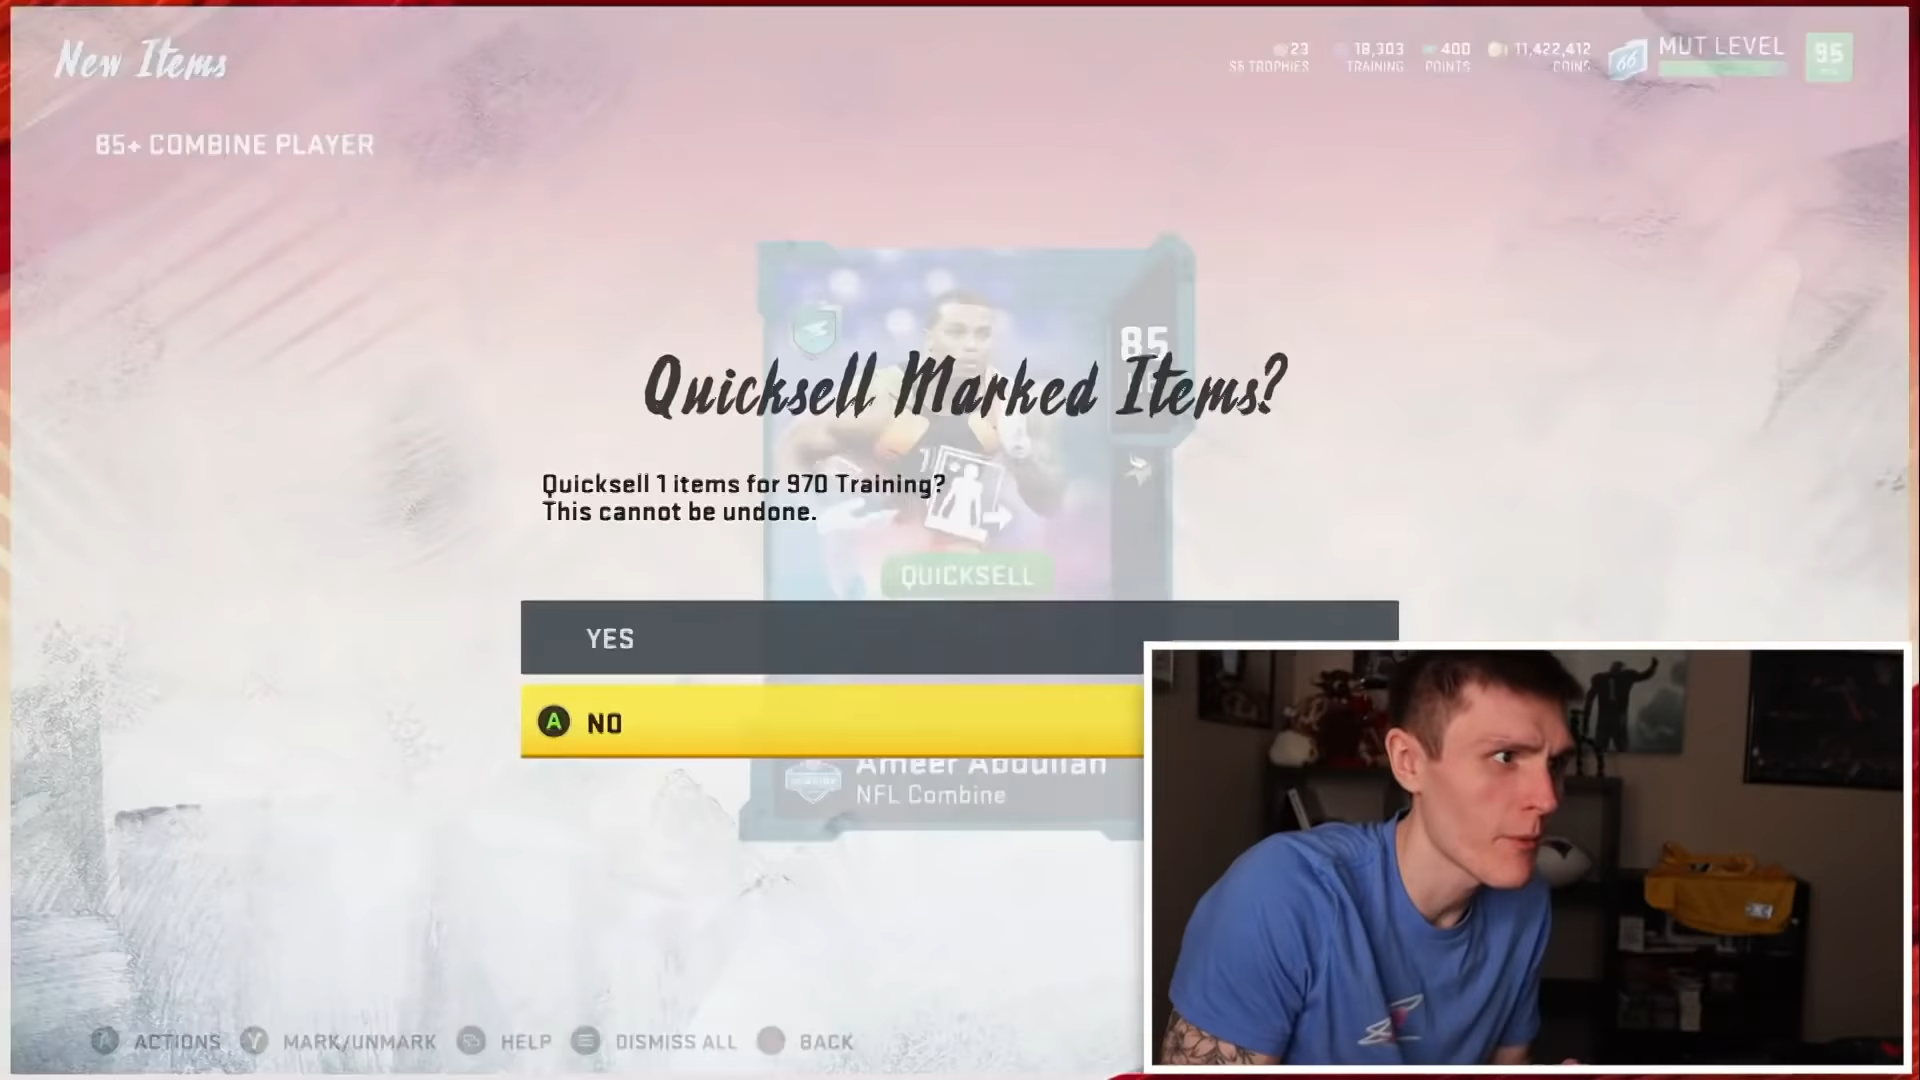 New Items
23
S6 TROPHIES
18,303
TRAINING
400
POINTS
11,422,412
COINS
66
MUT LEVEL
95
85+ COMBINE PLAYER
85
Quicksell Marked Items?
Quicksell 1 items for 970 Training?
This cannot be undone.
QUICKSELL
YES
A NO
Ameer Abdullah
NFL Combine
A ACTIONS
Y MARK/UNMARK
HELP
DISMISS ALL
BACK